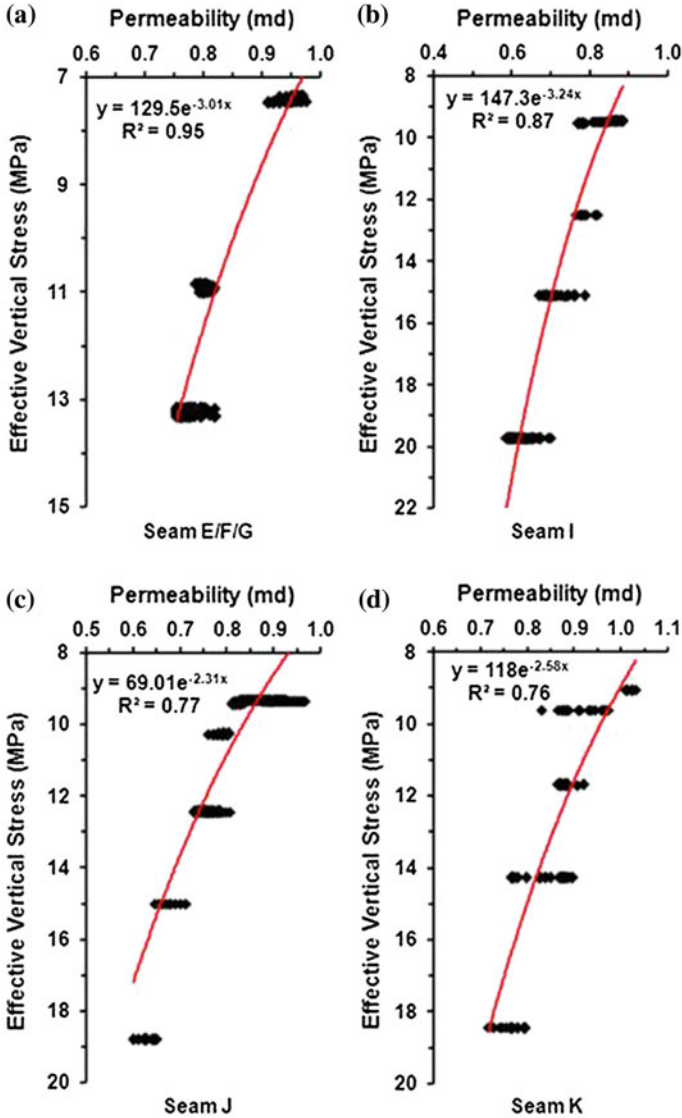 (a) Permeability (md)
0.6 0.7 0.8 0.9 1.0
7
9
11
13
15
Effective Vertical Stress (MPa)
y = 129.5e-3.01x
R² = 0.95
Seam E/F/G
(b) Permeability (md)
0.4 0.6 0.8 1.0
8
10
12
14
16
18
20
22
Effective Vertical Stress (MPa)
y = 147.3e-3.24x
R² = 0.87
Seam I
(c) Permeability (md)
0.5 0.6 0.7 0.8 0.9 1.0
8
10
12
14
16
18
20
Effective Vertical Stress (MPa)
y = 69.01e-2.31x
R² = 0.77
Seam J
(d) Permeability (md)
0.6 0.7 0.8 0.9 1.0 1.1
8
10
12
14
16
18
20
Effective Vertical Stress (MPa)
y = 118e-2.58x
R² = 0.76
Seam K